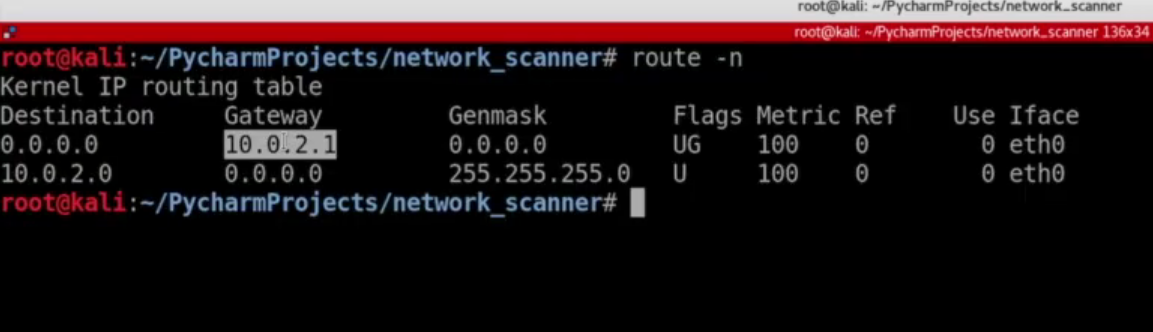 root@kali: ~/PycharmProjects/network_scanner
root@kali: ~/PycharmProjects/network_scanner 136x34
root@kali:~/PycharmProjects/network_scanner# route -n
Kernel IP routing table
Destination     Gateway         Genmask         Flags Metric Ref    Use Iface
0.0.0.0         10.0.2.1        0.0.0.0         UG    100    0        0 eth0
10.0.2.0        0.0.0.0         255.255.255.0   U     100    0        0 eth0
root@kali:~/PycharmProjects/network_scanner#